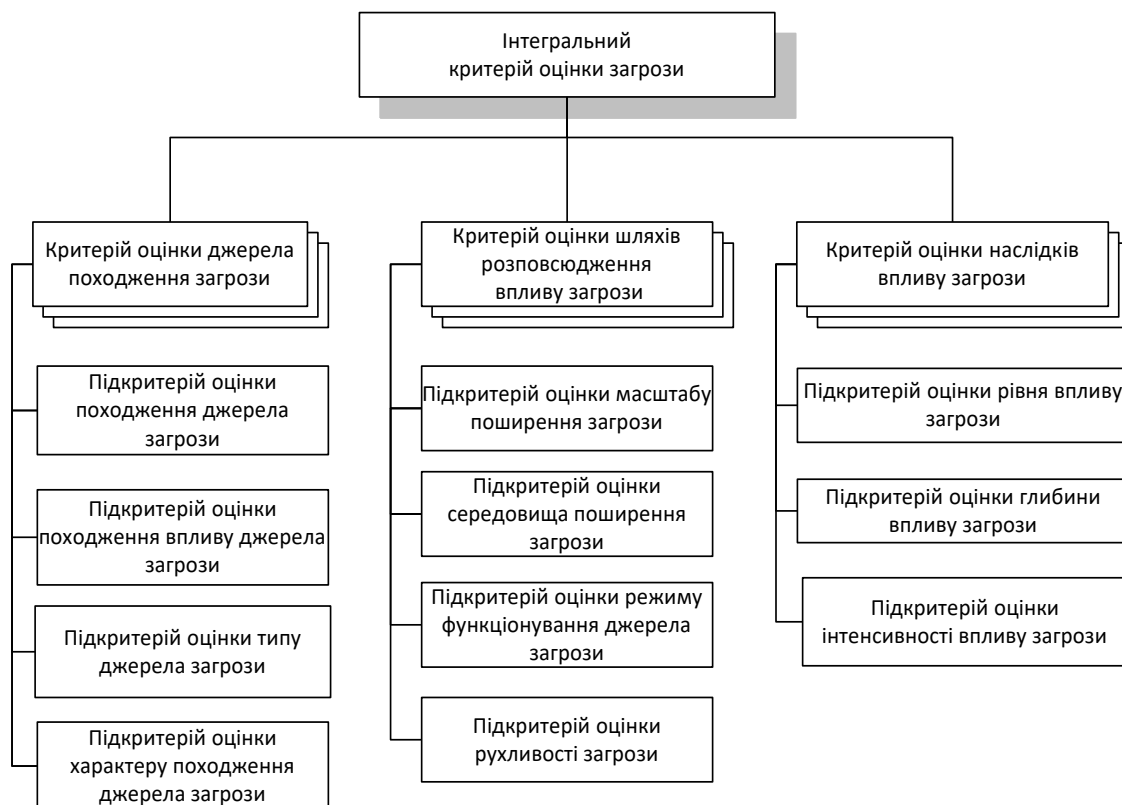 Інтегральний
критерій оцінки загрози
Критерій оцінки джерела
походження загрози
Підкритерій оцінки
походження джерела
загрози
Підкритерій оцінки
походження впливу джерела
загрози
Підкритерій оцінки типу
джерела загрози
Підкритерій оцінки
характеру походження
джерела загрози
Критерій оцінки шляхів
розповсюдження
впливу загрози
Підкритерій оцінки масштабу
поширення загрози
Підкритерій оцінки
середовища поширення
загрози
Підкритерій оцінки режиму
функціонування джерела
загрози
Підкритерій оцінки
рухливості загрози
Критерій оцінки наслідків
впливу загрози
Підкритерій оцінки рівня впливу
загрози
Підкритерій оцінки глибини
впливу загрози
Підкритерій оцінки
інтенсивності впливу загрози